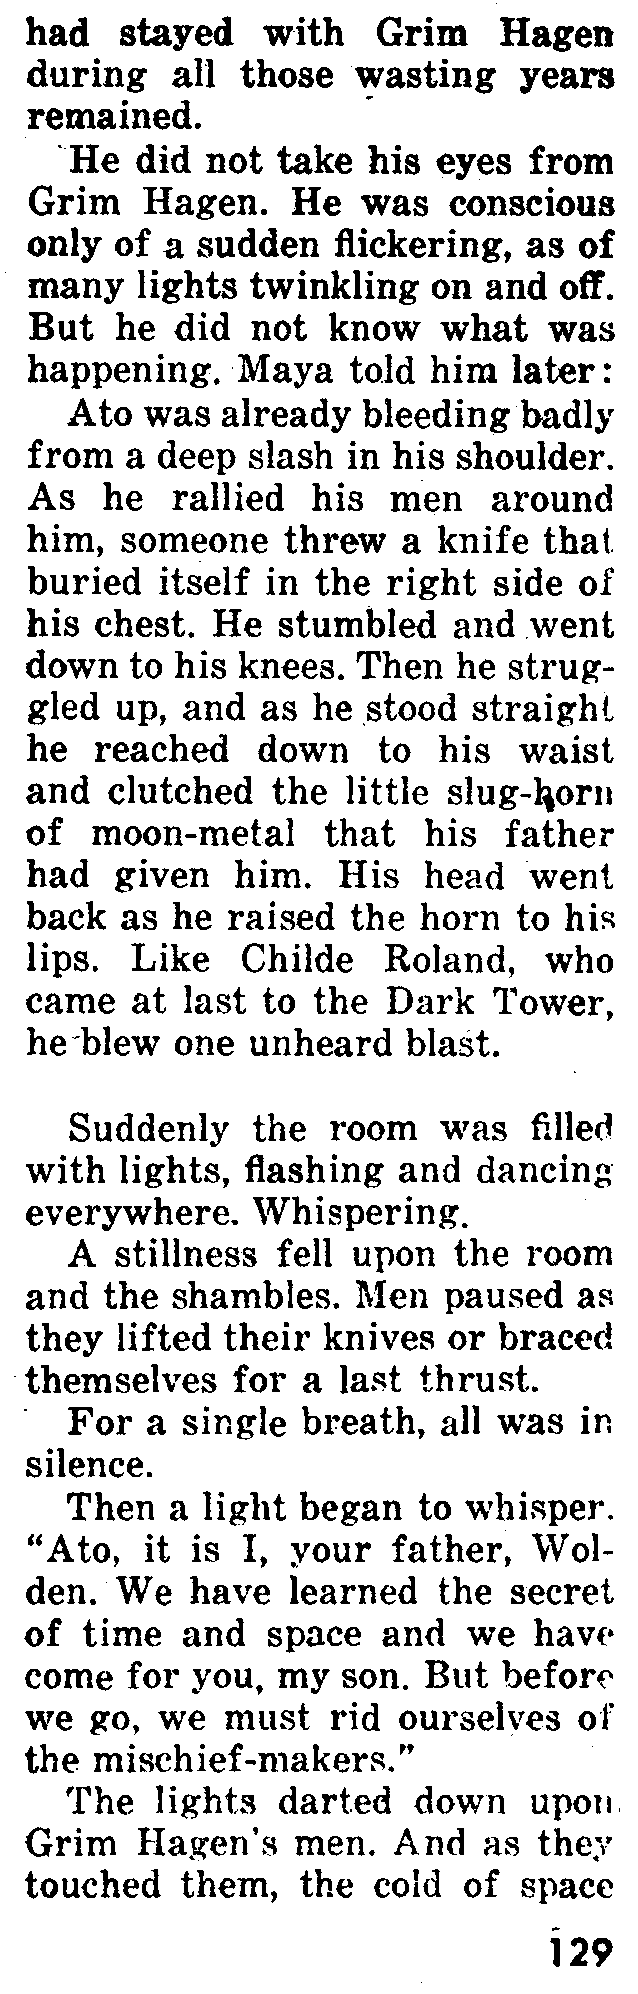 had stayed with Grim Hagen
during all those wasting years
remained.
He did not take his eyes from
Grim Hagen. He was conscious
only of a sudden flickering, as of
many lights twinkling on and off.
But he did not know what was
happening. Maya told him later:
Ato was already bleeding badly
from a deep slash in his shoulder.
As he rallied his men around
him, someone threw a knife that
buried itself in the right side of
his chest. He stumbled and went
down to his knees. Then he strug-
gled up, and as he stood straight
he reached down to his waist
and clutched the little slug-horn
of moon-metal that his father
had given him. His head went
back as he raised the horn to his
lips. Like Childe Roland, who
came at last to the Dark Tower,
he blew one unheard blast.
Suddenly the room was filled
with lights, flashing and dancing
everywhere. Whispering.
A stillness fell upon the room
and the shambles. Men paused as
they lifted their knives or braced
themselves for a last thrust.
For a single breath, all was in
silence.
Then a light began to whisper.
“Ato, it is I, your father, Wol-
den. We have learned the secret
of time and space and we have
come for you, my son. But before
we go, we must rid ourselves of
the mischief-makers.”
The lights darted down upon
Grim Hagen's men. And as they
touched them, the cold of space
129